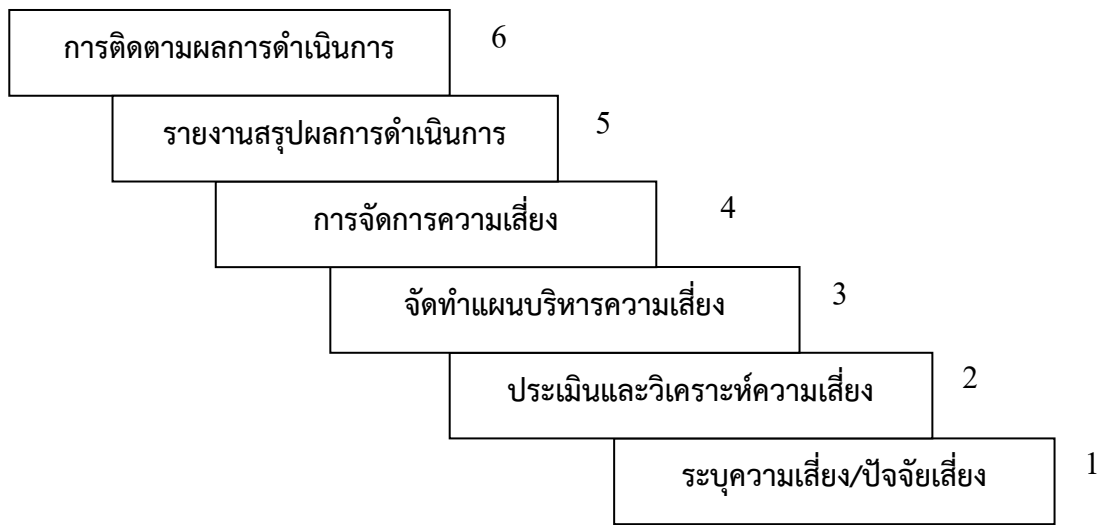 การติดตามผลการดำเนินการ 6
รายงานสรุปผลการดำเนินการ 5
การจัดการความเสี่ยง 4
จัดทำแผนบริหารความเสี่ยง 3
ประเมินและวิเคราะห์ความเสี่ยง 2
ระบุความเสี่ยง/ปัจจัยเสี่ยง 1